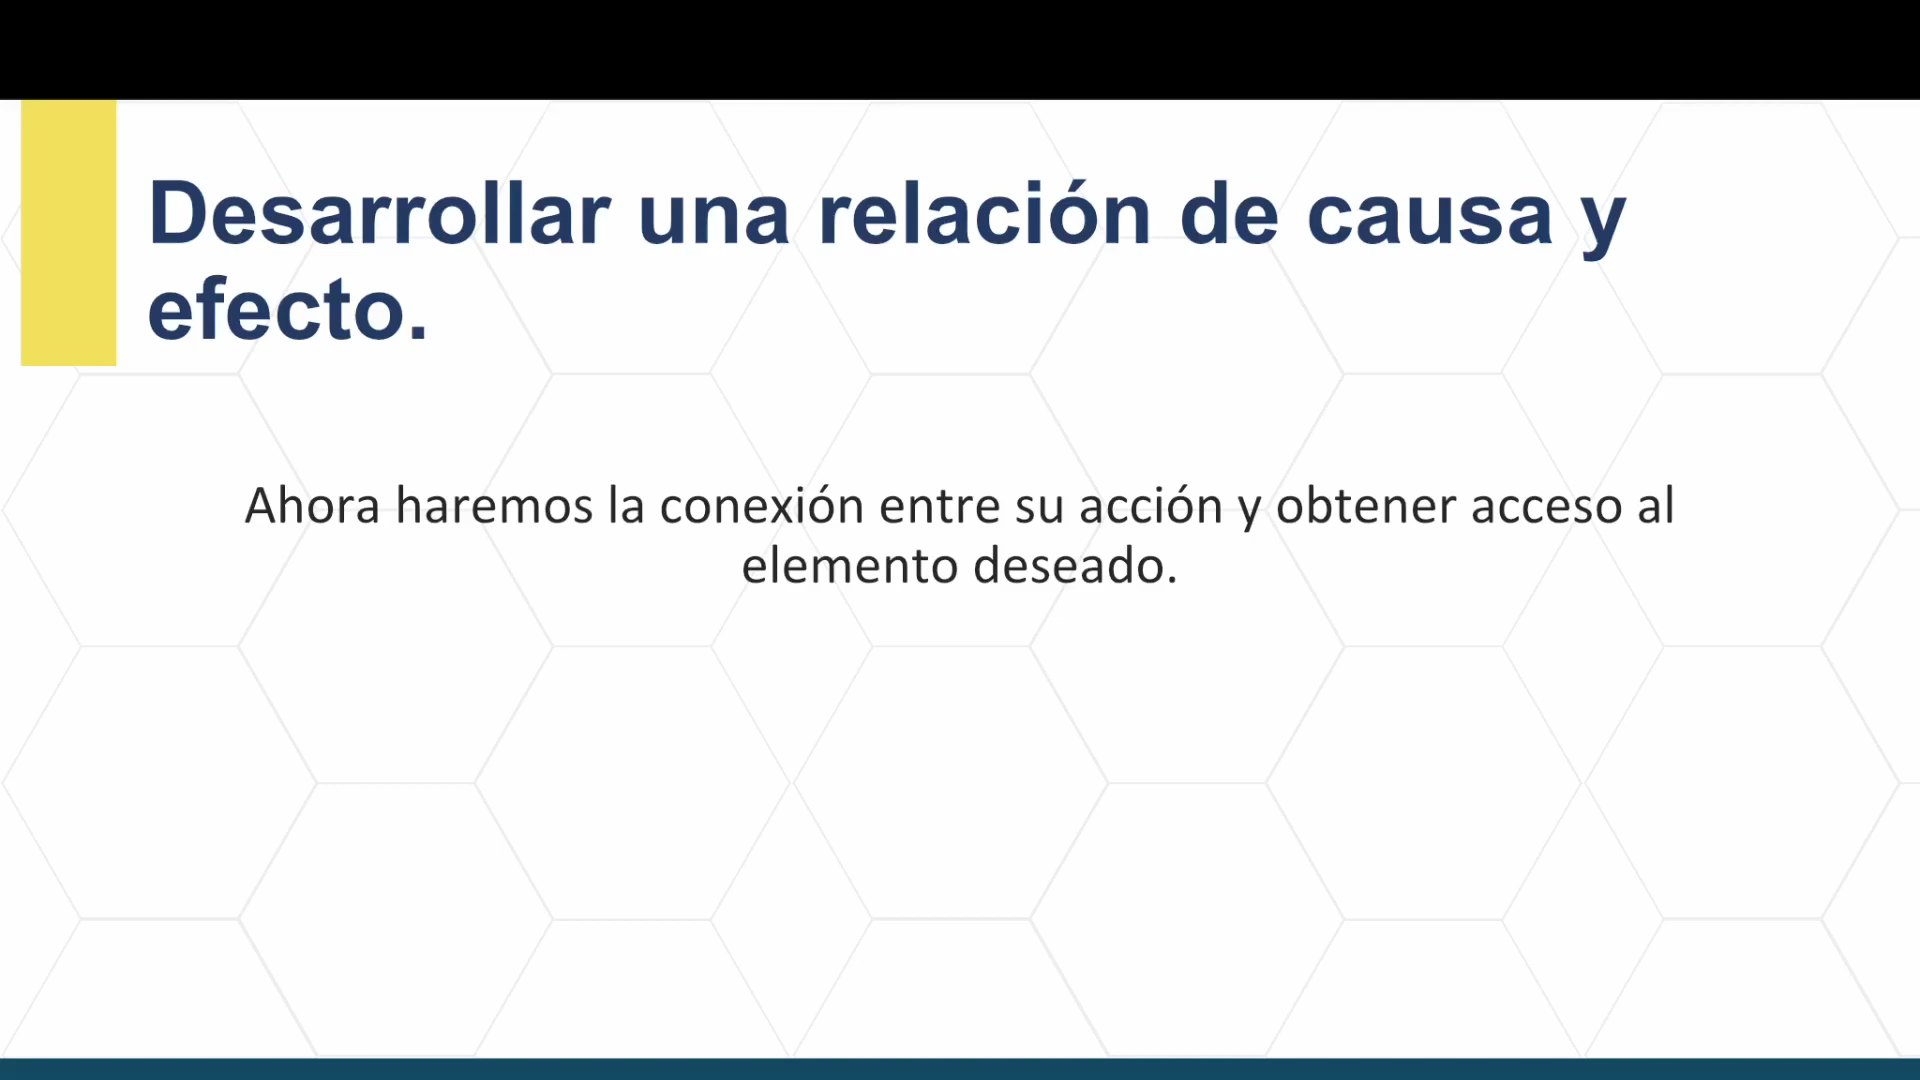 Desarrollar una relación de causa y
efecto.
Ahora haremos la conexión entre su acción y obtener acceso al
elemento deseado.